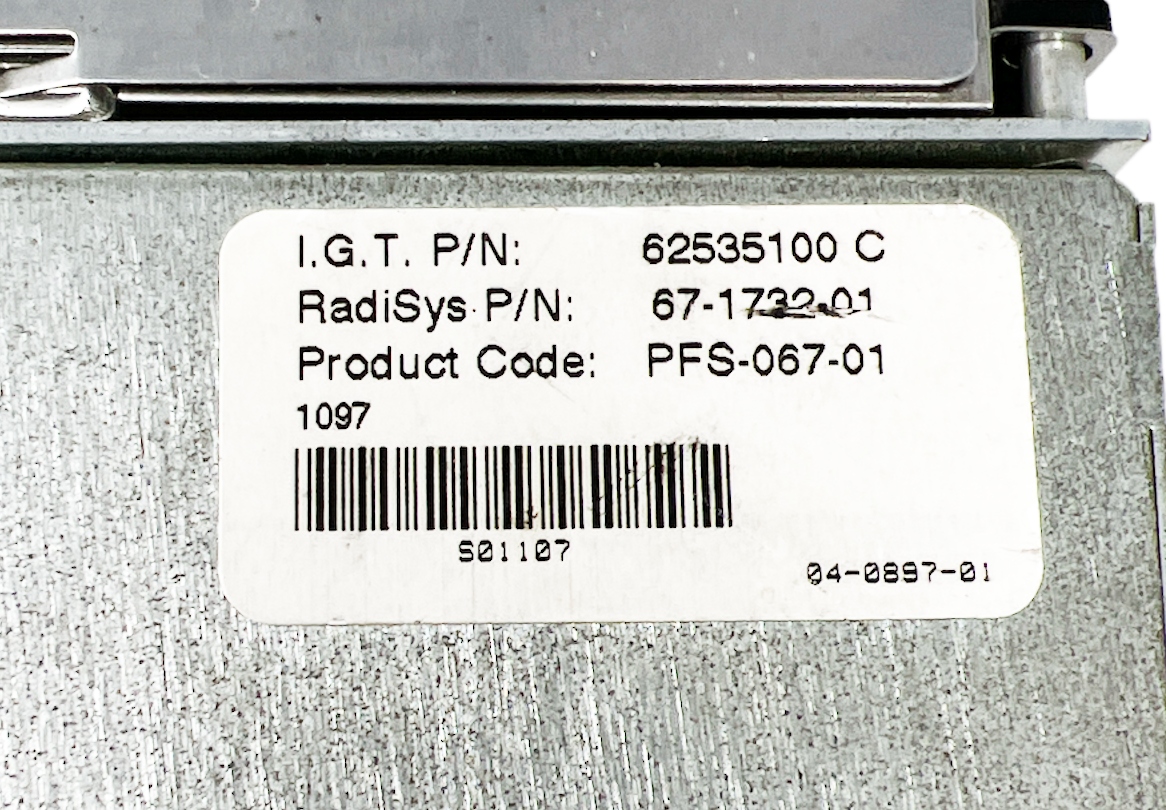 I.G.T. P/N: 62535100 C
RadiSys P/N: 67-1732-01
Product Code: PFS-067-01
1097
S01107
04-0897-01